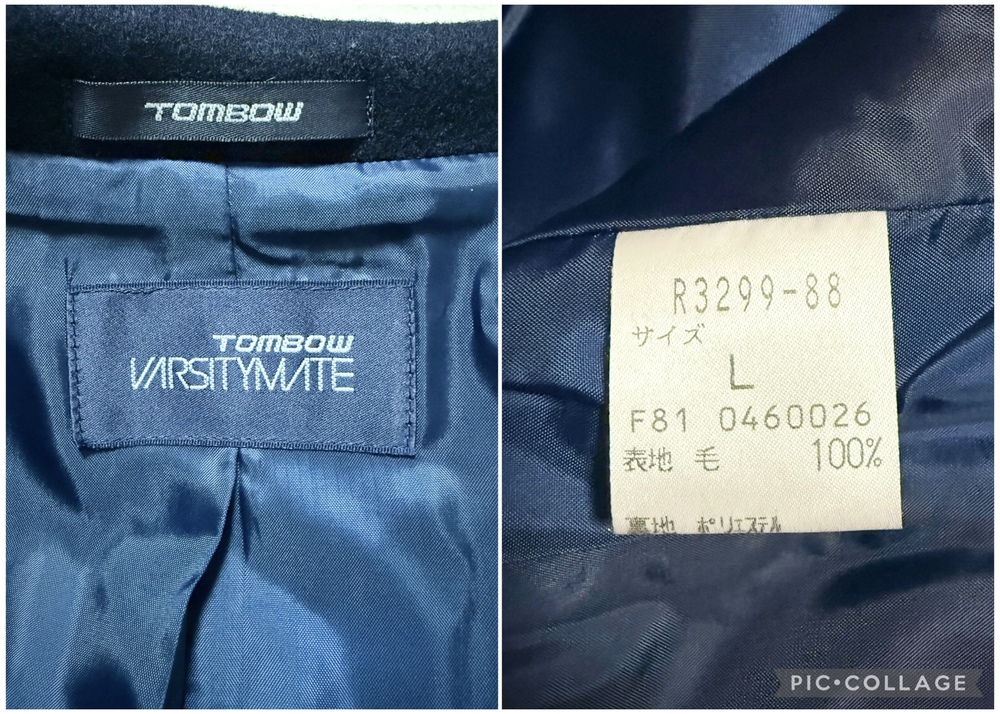 TOMBOW
TOMBOW
VARSITYMATE
R3299-88
サイズ
L
F81 0460026
表地 毛 100%
裏地 ポリエステル
PIC•COLLAGE